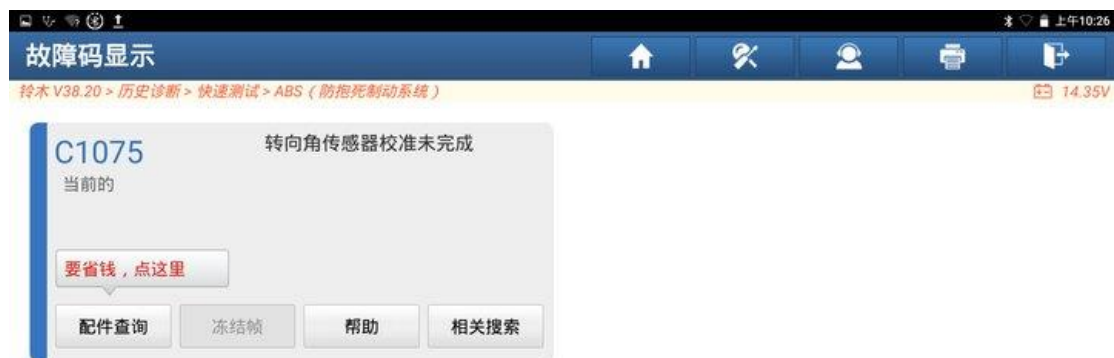 上午10:26
故障码显示
铃木 V38.20 > 历史诊断 > 快速测试 > ABS（防抱死制动系统）
14.35V
C1075
转向角传感器校准未完成
当前的
要省钱，点这里
配件查询
冻结帧
帮助
相关搜索